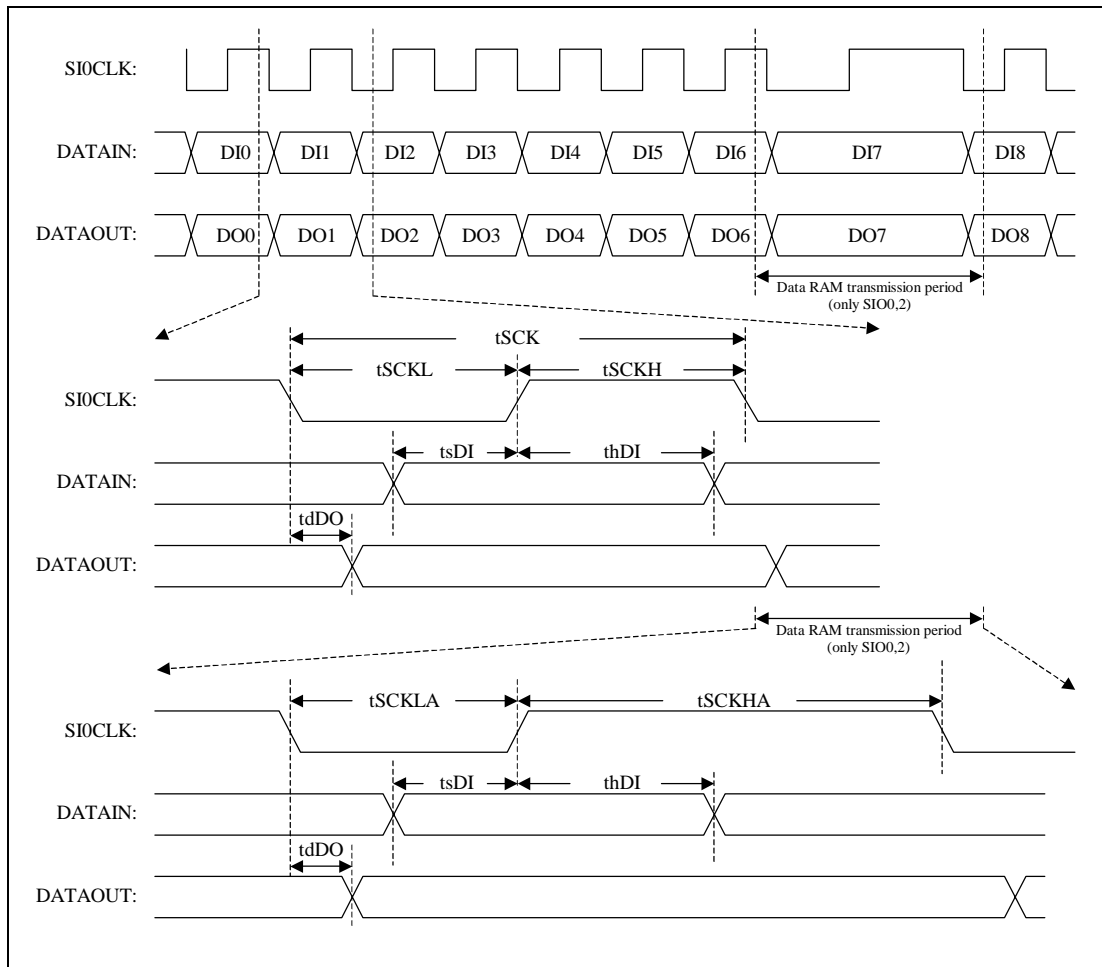 SI0CLK:
DATAIN:
DI0 DI1 DI2 DI3 DI4 DI5 DI6 DI7 DI8
DATAOUT:
DO0 DO1 DO2 DO3 DO4 DO5 DO6 DO7 DO8
Data RAM transmission period
(only SIO0,2)
tSCK
tSCKL tSCKH
SI0CLK:
tsDI thDI
DATAIN:
tdDO
DATAOUT:
Data RAM transmission period
(only SIO0,2)
tSCKLA tSCKHA
SI0CLK:
tsDI thDI
DATAIN:
tdDO
DATAOUT: